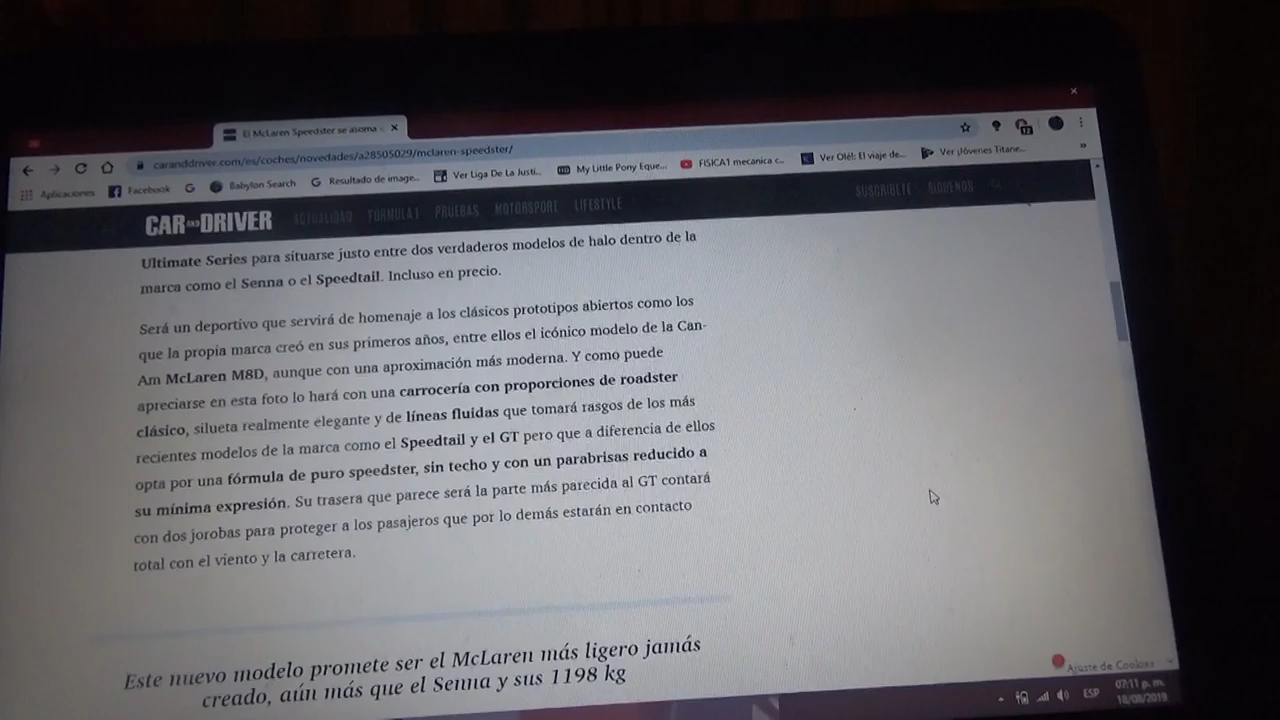 El McLaren Speedster se asoma
caranddriver.com/es/coches/novedades/a28505029/mclaren-speedster/
12
Aplicaciones Facebook Babylon Search Resultado de image... Ver Liga De La Justi... My Little Pony Eque... FISICA1 mecanica c... Ver Olé!: El viaje de... Ver ¡Jóvenes Titane... »
CAR AND DRIVER ACTUALIDAD FÓRMULA 1 PRUEBAS MOTORSPORT LIFESTYLE SUSCRÍBETE SÍGUENOS
Ultimate Series para situarse justo entre dos verdaderos modelos de halo dentro de la
marca como el Senna o el Speedtail. Incluso en precio.
Será un deportivo que servirá de homenaje a los clásicos prototipos abiertos como los
que la propia marca creó en sus primeros años, entre ellos el icónico modelo de la Can-
Am McLaren M8D, aunque con una aproximación más moderna. Y como puede
apreciarse en esta foto lo hará con una carrocería con proporciones de roadster
clásico, silueta realmente elegante y de líneas fluidas que tomará rasgos de los más
recientes modelos de la marca como el Speedtail y el GT pero que a diferencia de ellos
opta por una fórmula de puro speedster, sin techo y con un parabrisas reducido a
su mínima expresión. Su trasera que parece será la parte más parecida al GT contará
con dos jorobas para proteger a los pasajeros que por lo demás estarán en contacto
total con el viento y la carretera.
Este nuevo modelo promete ser el McLaren más ligero jamás
creado, aún más que el Senna y sus 1198 kg
Ajuste de Cookies
ESP 07:11 p. m.
18/08/2019